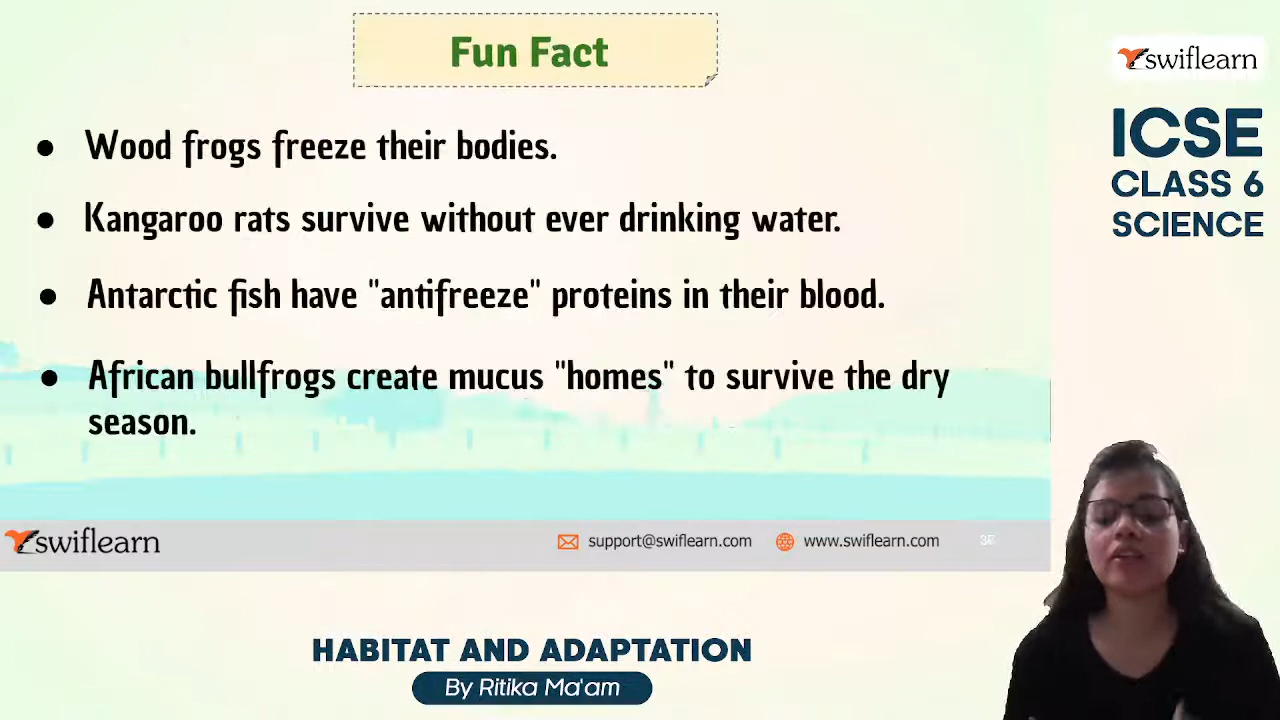 Fun Fact
swiflearn
ICSE
CLASS 6
SCIENCE
● Wood frogs freeze their bodies.
● Kangaroo rats survive without ever drinking water.
● Antarctic fish have "antifreeze" proteins in their blood.
● African bullfrogs create mucus "homes" to survive the dry
season.
swiflearn
support@swiflearn.com
www.swiflearn.com
HABITAT AND ADAPTATION
By Ritika Ma'am